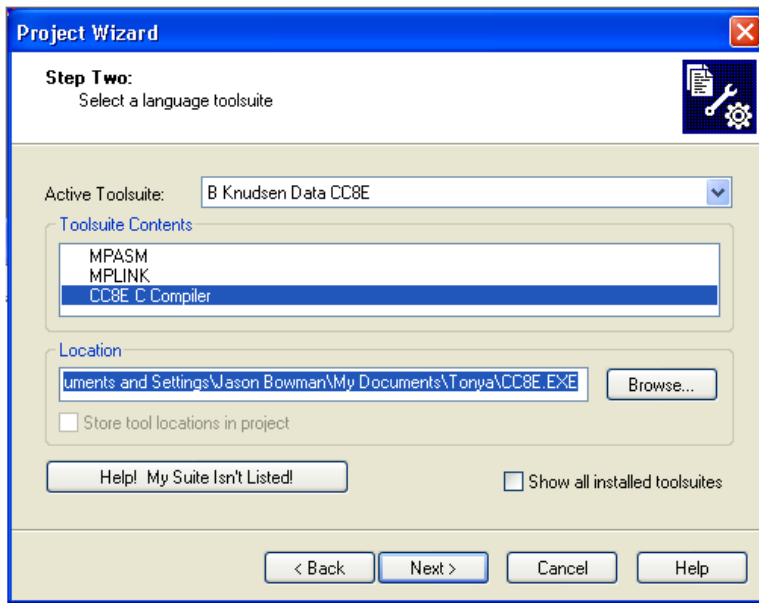 Project Wizard
Step Two:
Select a language toolsuite
Active Toolsuite: B Knudsen Data CC8E
Toolsuite Contents
MPASM
MPLINK
CC8E C Compiler
Location
uments and Settings\Jason Bowman\My Documents\Tonya\CC8E.EXE Browse...
Store tool locations in project
Help! My Suite Isn't Listed! Show all installed toolsuites
< Back Next > Cancel Help